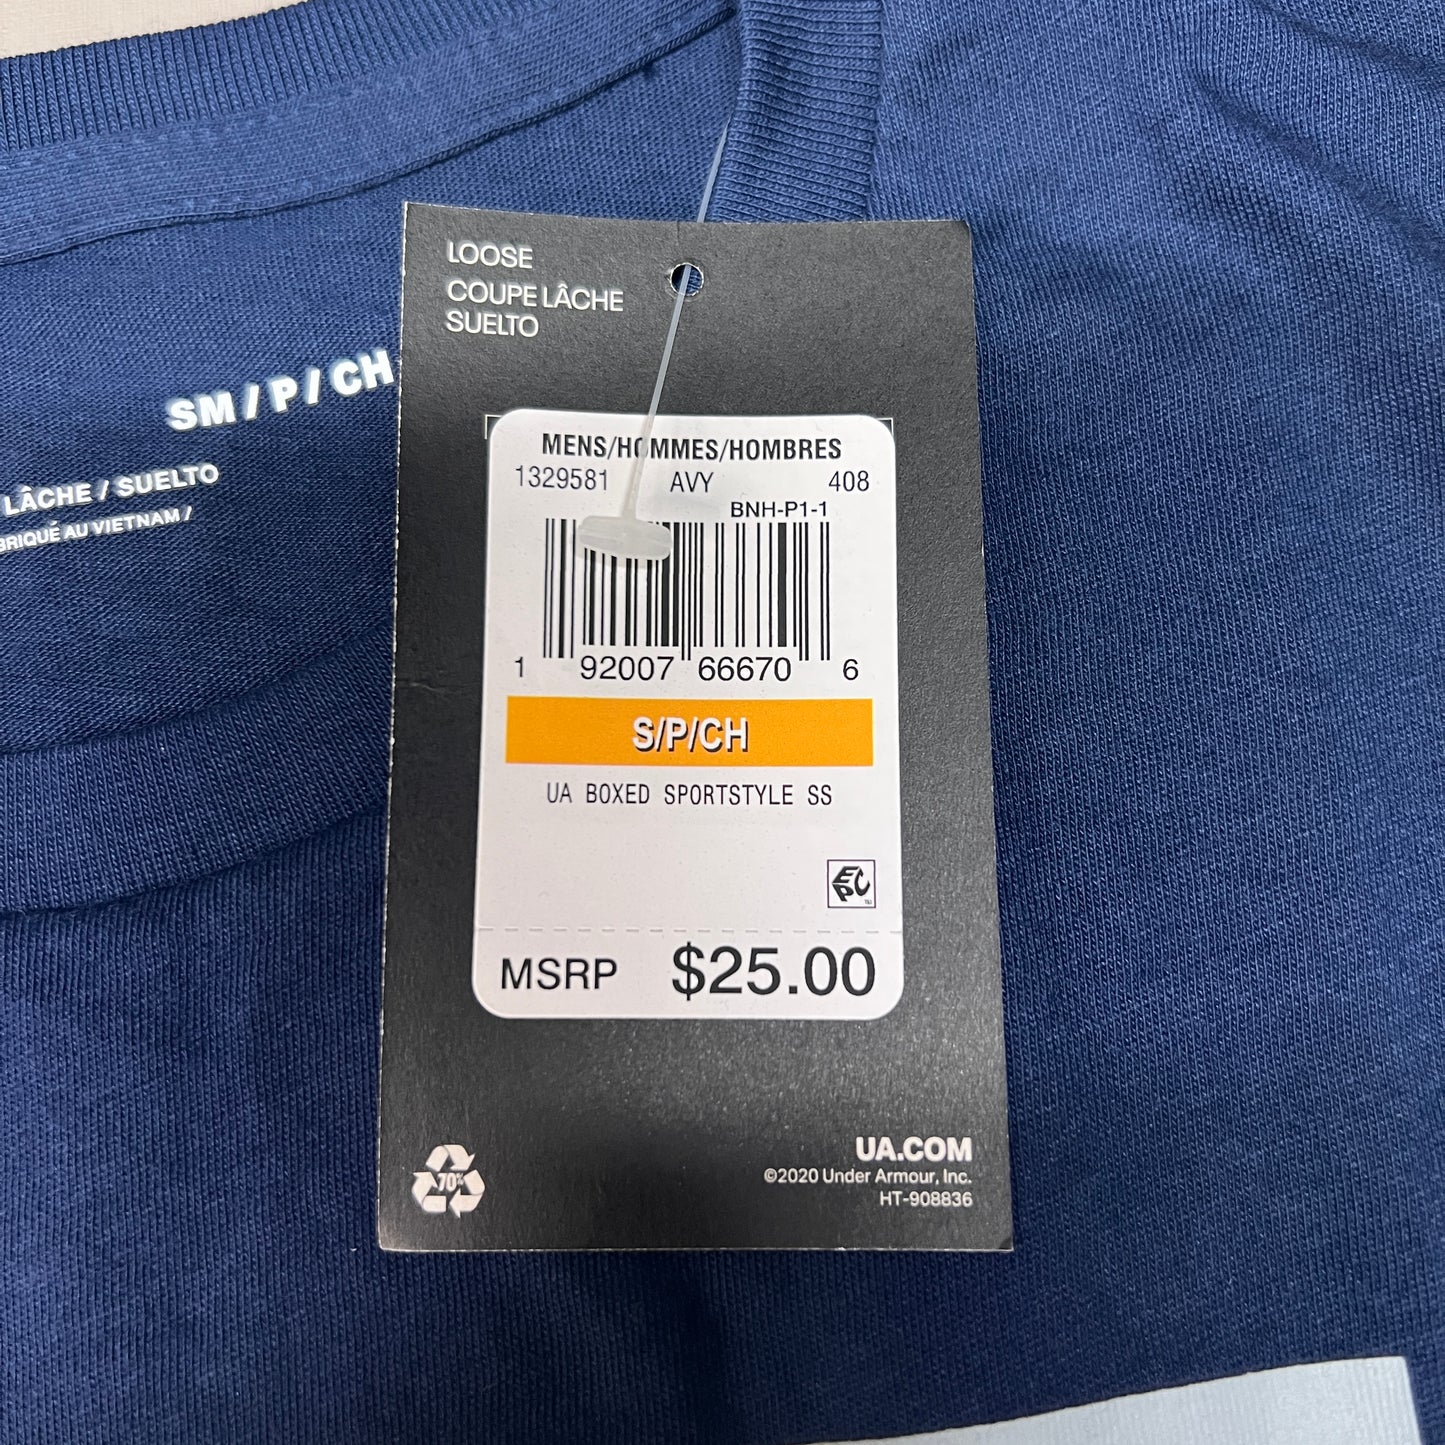 LOOSE
COUPE LÂCHE
SUELTO
SM / P / CH
LÂCHE / SUELTO
AU VIETNAM /
MENS/HOMMES/HOMBRES
1329581 AVY 408
BNH-P1-1
1 92007 66670 6
S/P/CH
UA BOXED SPORTSTYLE SS
EPC
MSRP $25.00
70%
UA.COM
©2020 Under Armour, Inc.
HT-908836